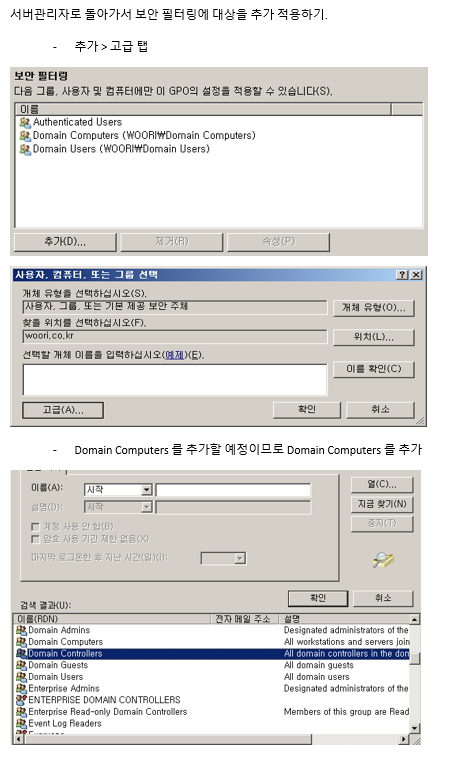 서버관리자로 돌아가서 보안 필터링에 대상을 추가 적용하기.
- 추가 > 고급 탭
보안 필터링
다음 그룹, 사용자 및 컴퓨터에만 이 GPO의 설정을 적용할 수 있습니다(S).
이름
Authenticated Users
Domain Computers (WOORI₩Domain Computers)
Domain Users (WOORI₩Domain Users)
추가(D)... 제거(R) 속성(P)
사용자, 컴퓨터, 또는 그룹 선택
개체 유형을 선택하십시오(S).
사용자, 그룹, 또는 기본 제공 보안 주체 개체 유형(O)...
찾을 위치를 선택하십시오(F).
woori.co.kr 위치(L)...
선택할 개체 이름을 입력하십시오(예제)(E).
이름 확인(C)
고급(A)... 확인 취소
- Domain Computers 를 추가할 예정이므로 Domain Computers 를 추가
이름(A): 시작 열(C)...
설명(D): 시작 지금 찾기(N)
계정 사용 안 함(B) 중지(T)
암호 사용 기간 제한 없음(X)
마지막 로그온한 후 지난 시간(일)(I):
확인 취소
검색 결과(U):
이름(RDN) 전자 메일 주소 설명
Domain Admins Designated administrators of the
Domain Computers All workstations and servers join
Domain Controllers All domain controllers in the dom
Domain Guests All domain guests
Domain Users All domain users
Enterprise Admins Designated administrators of the
ENTERPRISE DOMAIN CONTROLLERS
Enterprise Read-only Domain Controllers Members of this group are Read
Event Log Readers